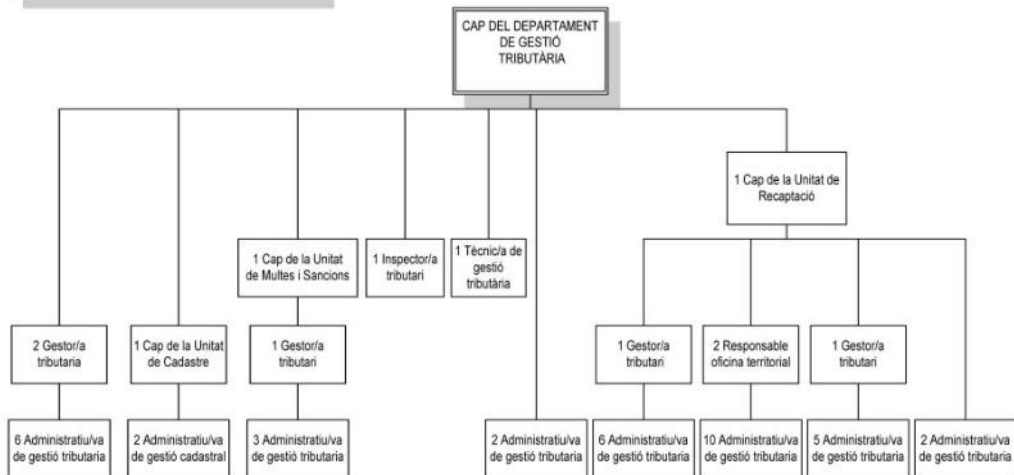 CAP DEL DEPARTAMENT
DE GESTIÓ
TRIBUTÀRIA
1 Cap de la Unitat de
Recaptació
1 Cap de la Unitat
de Multes i Sancions
1 Inspector/a
tributari
1 Tècnic/a de
gestió
tributària
2 Gestor/a
tributaria
1 Cap de la Unitat
de Cadastre
1 Gestor/a
tributari
1 Gestor/a
tributari
2 Responsable
oficina territorial
1 Gestor/a
tributari
6 Administratiu/va
de gestió tributaria
2 Administratiu/va
de gestió cadastral
3 Administratiu/va
de gestió tributaria
2 Administratiu/va
de gestió tributaria
6 Administratiu/va
de gestió tributaria
10 Administratiu/va
de gestió tributaria
5 Administratiu/va
de gestió tributaria
2 Administratiu/va
de gestió tributaria